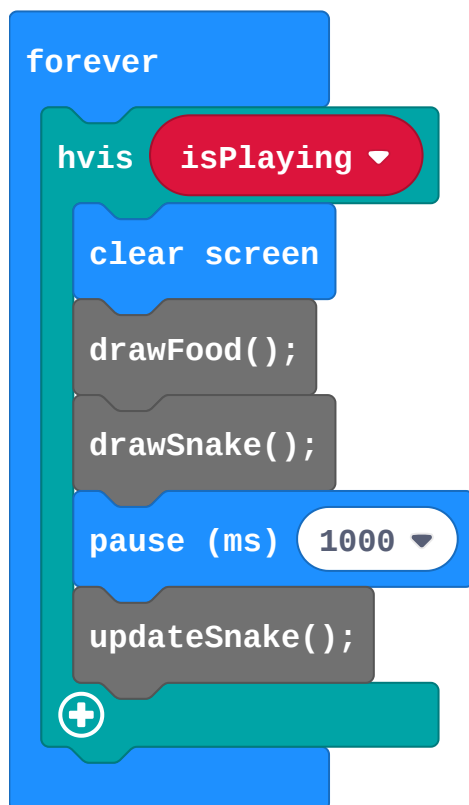 forever
hvis isPlaying
clear screen
drawFood();
drawSnake();
pause (ms) 1000
updateSnake();